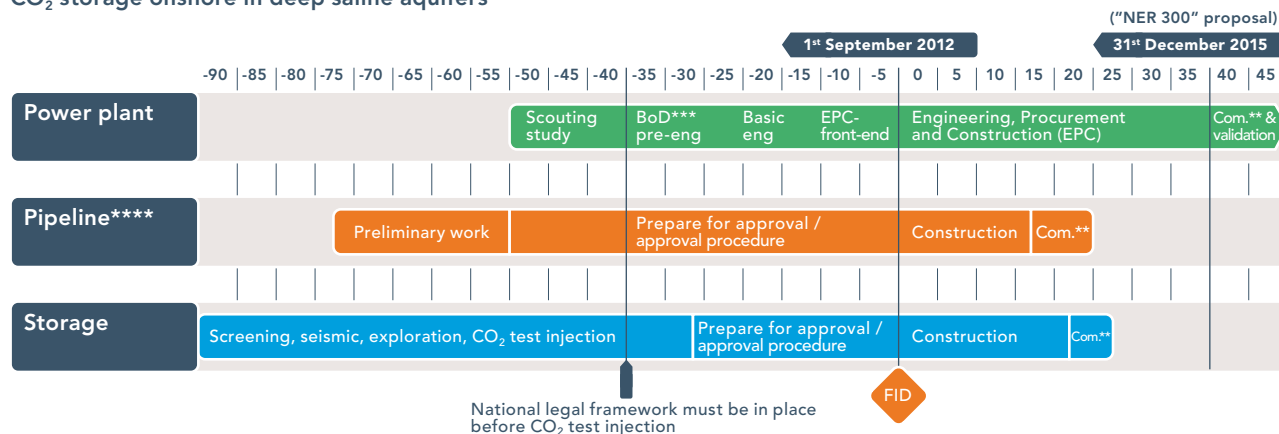 CO₂ storage onshore in deep saline aquifers
("NER 300" proposal)
1st September 2012
31st December 2015
-90 -85 -80 -75 -70 -65 -60 -55 -50 -45 -40 -35 -30 -25 -20 -15 -10 -5 0 5 10 15 20 25 30 35 40 45
Power plant
Scouting
study
BoD***
pre-eng
Basic
eng
EPC-
front-end
Engineering, Procurement
and Construction (EPC)
Com.** &
validation
Pipeline****
Preliminary work
Prepare for approval /
approval procedure
Construction
Com.**
Storage
Screening, seismic, exploration, CO₂ test injection
Prepare for approval /
approval procedure
Construction
Com.**
FID
National legal framework must be in place
before CO₂ test injection